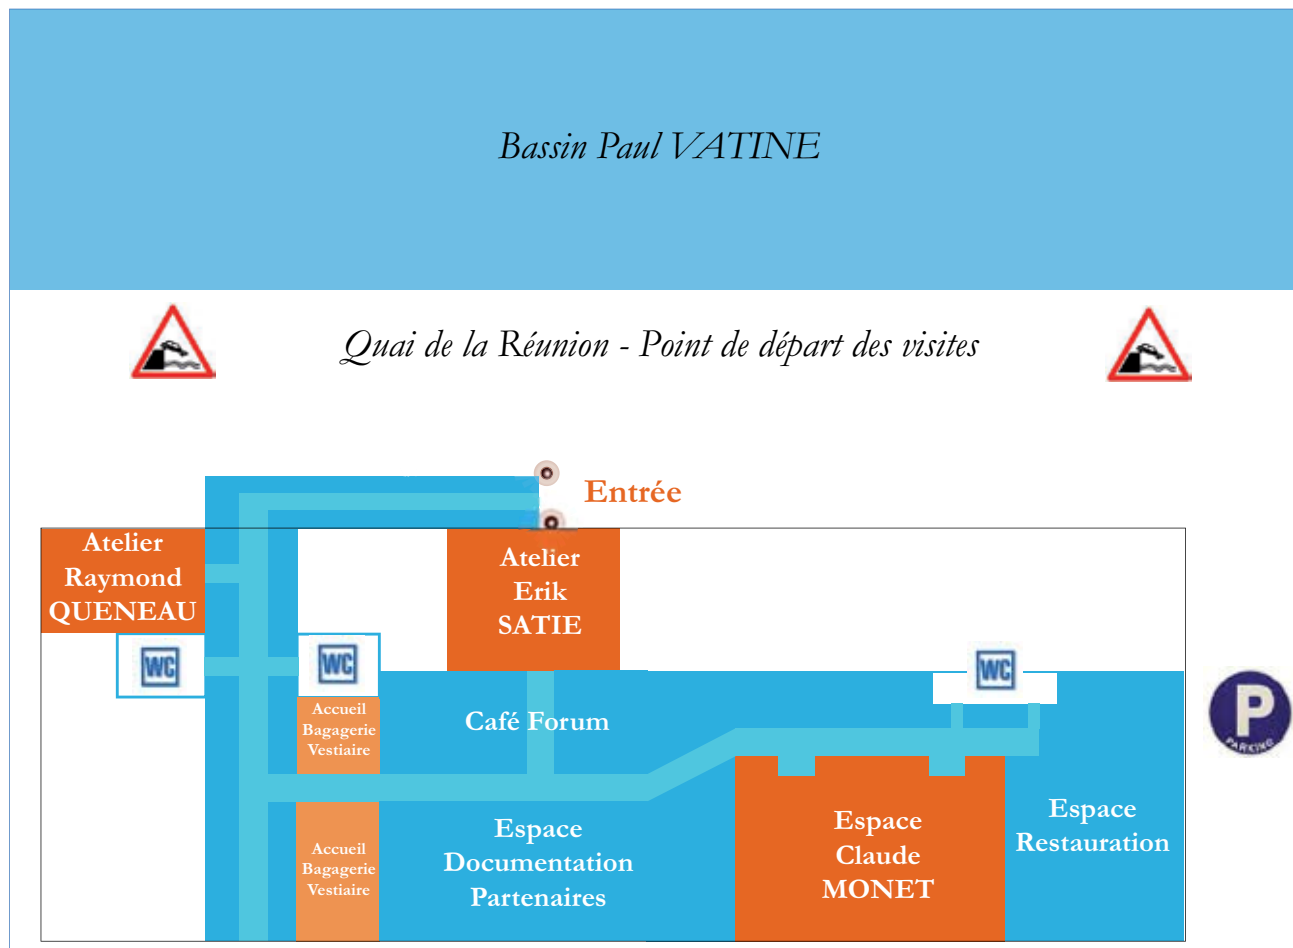 Bassin Paul VATINE
Quai de la Réunion - Point de départ des visites
Entrée
Atelier
Raymond
QUENEAU
Atelier
Erik
SATIE
WC
WC
WC
Accueil
Bagagerie
Vestiaire
Café Forum
P
PARKING
Accueil
Bagagerie
Vestiaire
Espace
Documentation
Partenaires
Espace
Claude
MONET
Espace
Restauration